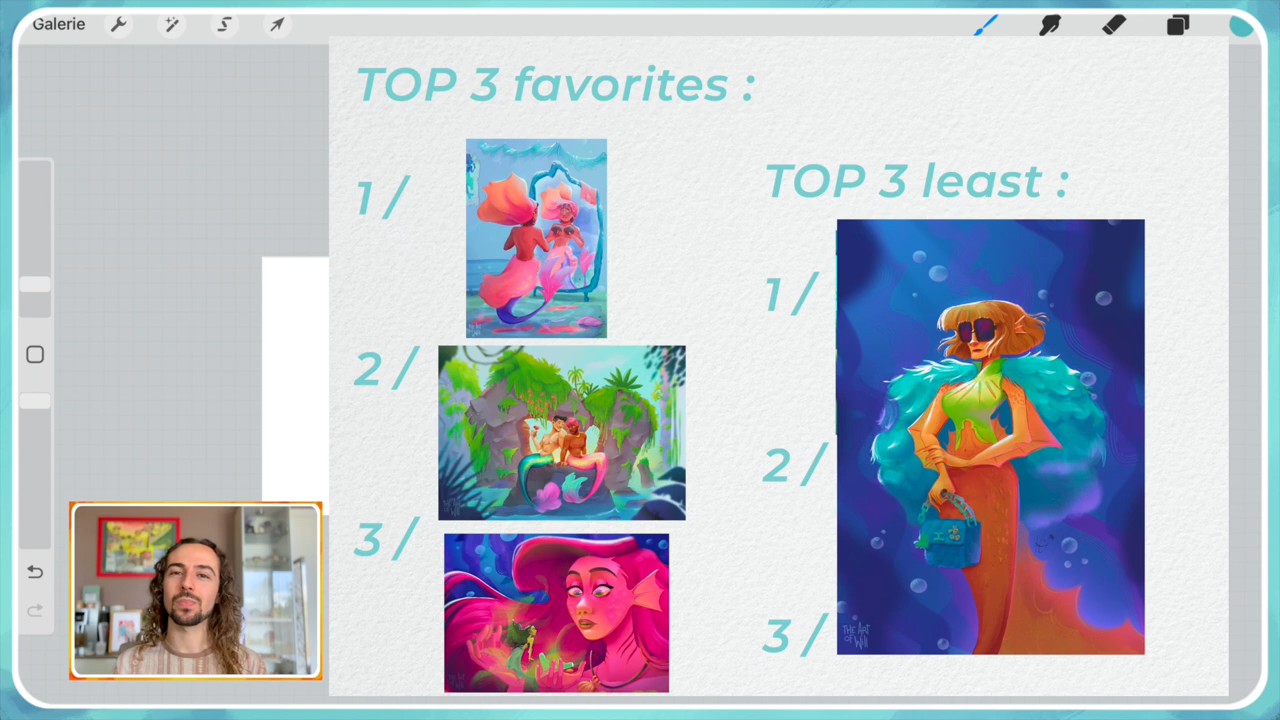 Galerie
TOP 3 favorites :
1 /
2 /
3 /
TOP 3 least :
1 /
2 /
3 /
THE ART
OF Will